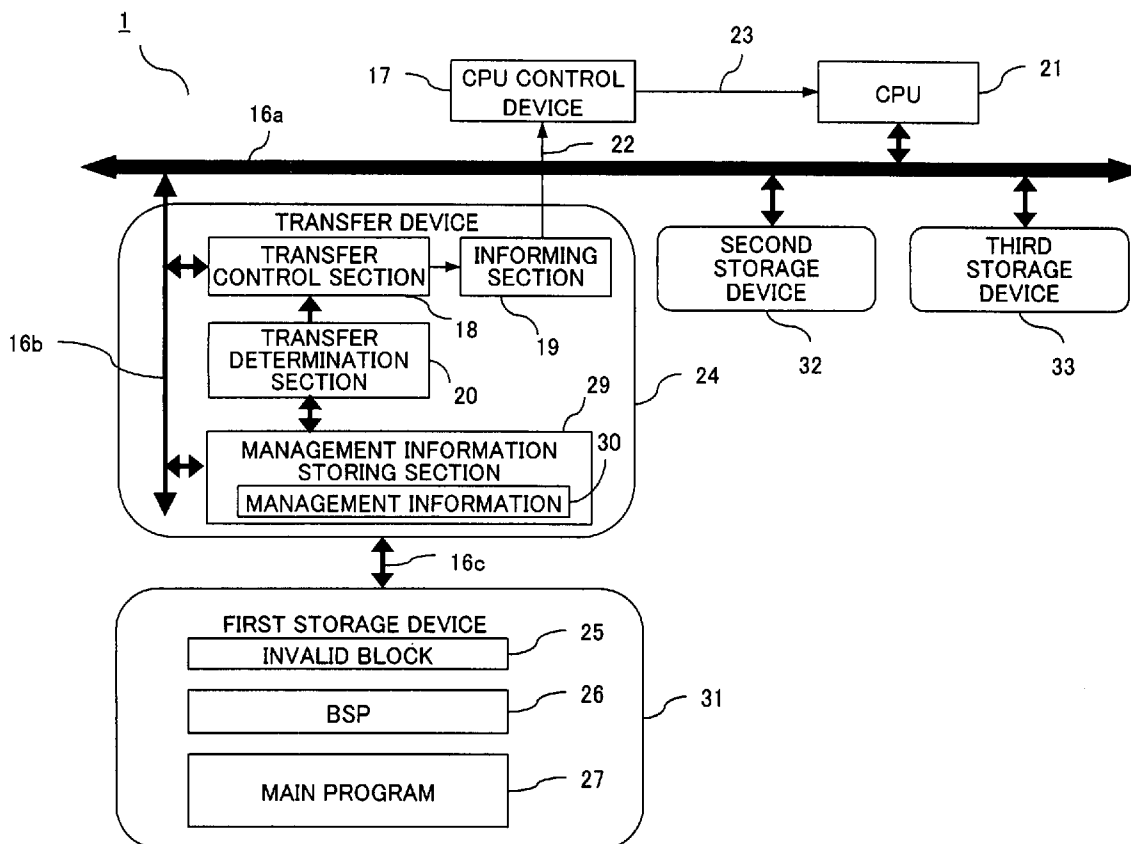 1
17
CPU CONTROL
DEVICE
23
CPU
21
16a
22
TRANSFER DEVICE
TRANSFER
CONTROL SECTION
INFORMING
SECTION
SECOND
STORAGE
DEVICE
THIRD
STORAGE
DEVICE
18
19
32
33
16b
TRANSFER
DETERMINATION
SECTION
20
24
29
MANAGEMENT INFORMATION
STORING SECTION
30
MANAGEMENT INFORMATION
16c
FIRST STORAGE DEVICE
INVALID BLOCK
25
BSP
26
31
MAIN PROGRAM
27